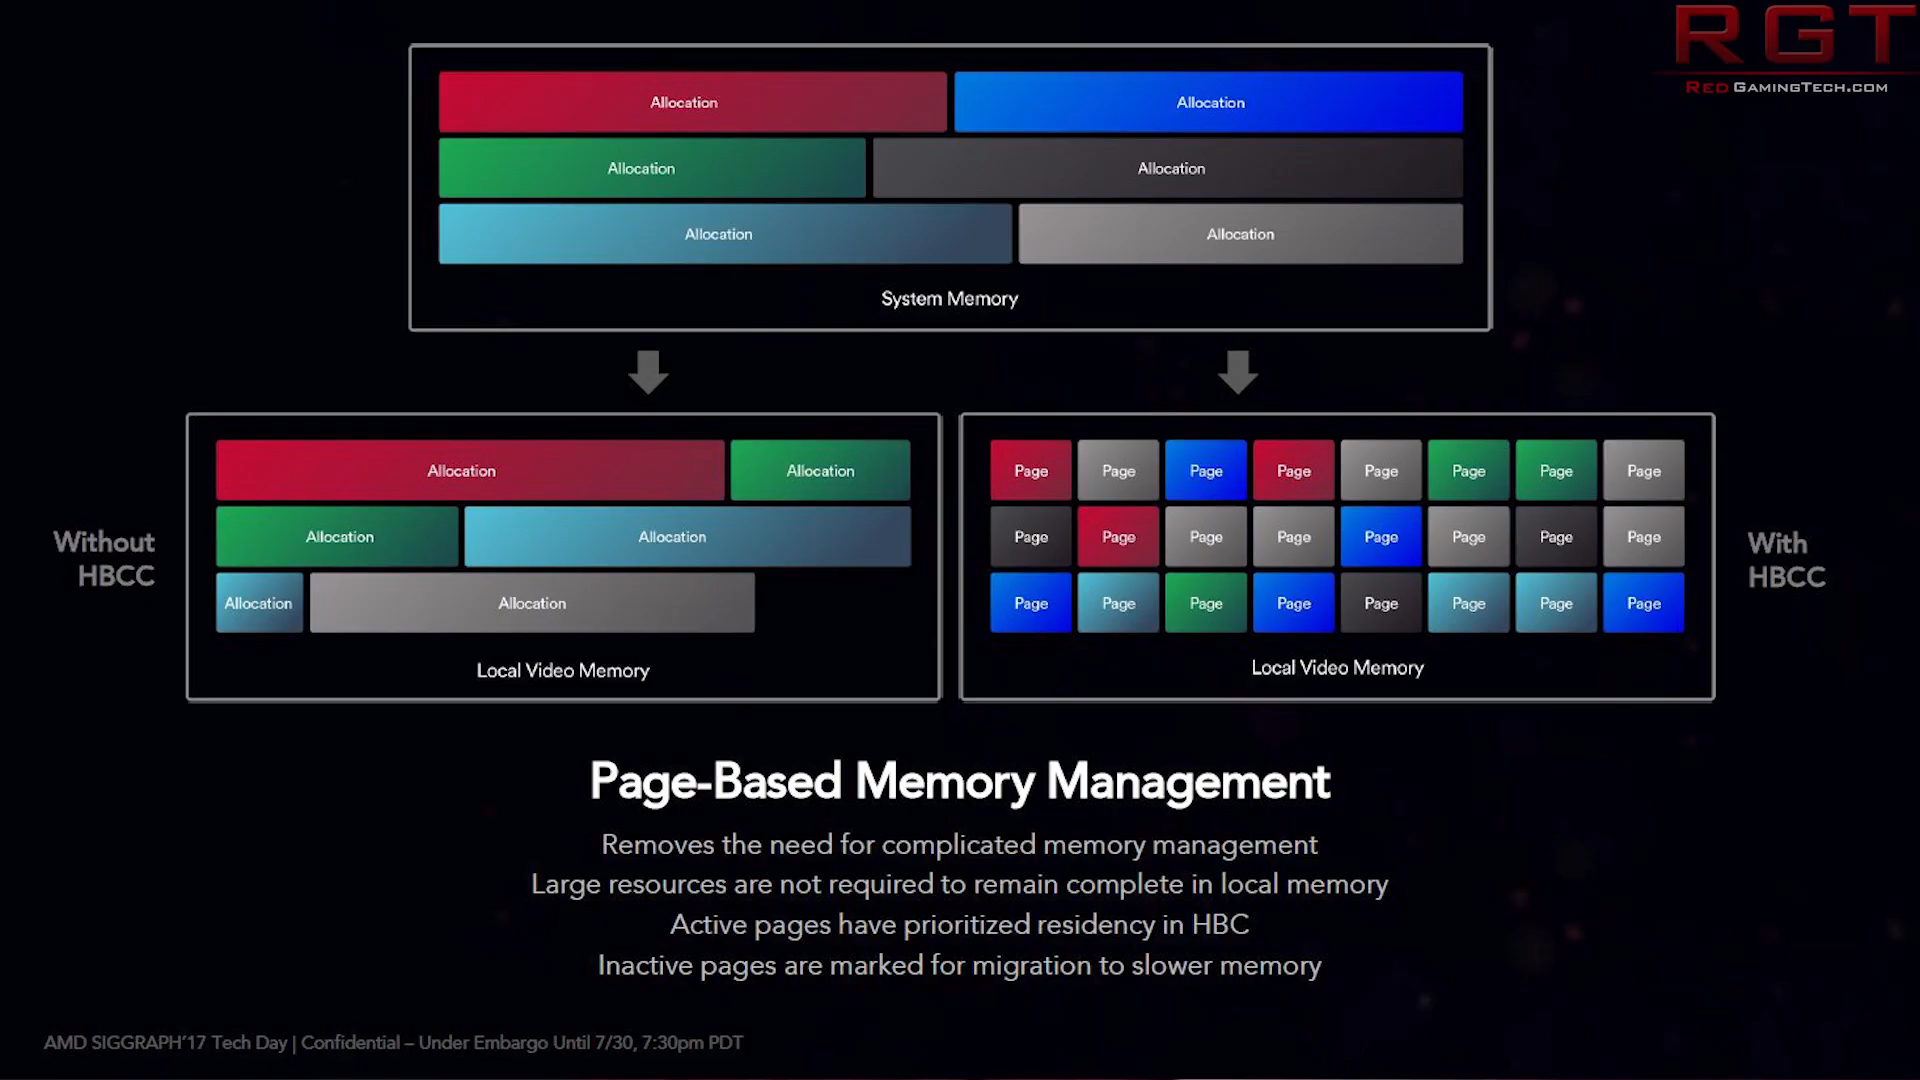 RGT
RedGamingTech.com
Allocation Allocation
Allocation Allocation
Allocation Allocation
System Memory
Without
HBCC
Allocation Allocation
Allocation Allocation
Allocation Allocation
Local Video Memory
Page Page Page Page Page Page Page Page
Page Page Page Page Page Page Page Page
Page Page Page Page Page Page Page Page
Local Video Memory
With
HBCC
Page-Based Memory Management
Removes the need for complicated memory management
Large resources are not required to remain complete in local memory
Active pages have prioritized residency in HBC
Inactive pages are marked for migration to slower memory
AMD SIGGRAPH'17 Tech Day | Confidential – Under Embargo Until 7/30, 7:30pm PDT